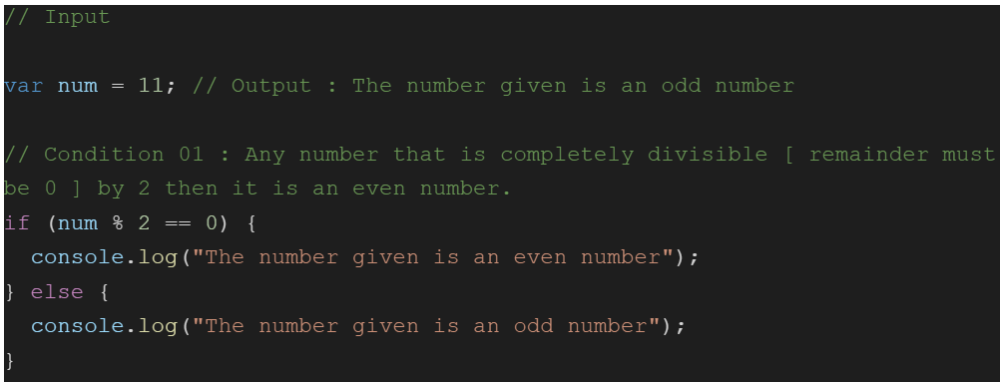 // Input
var num = 11; // Output : The number given is an odd number
// Condition 01 : Any number that is completely divisible [ remainder must
be 0 ] by 2 then it is an even number.
if (num % 2 == 0) {
  console.log("The number given is an even number");
} else {
  console.log("The number given is an odd number");
}